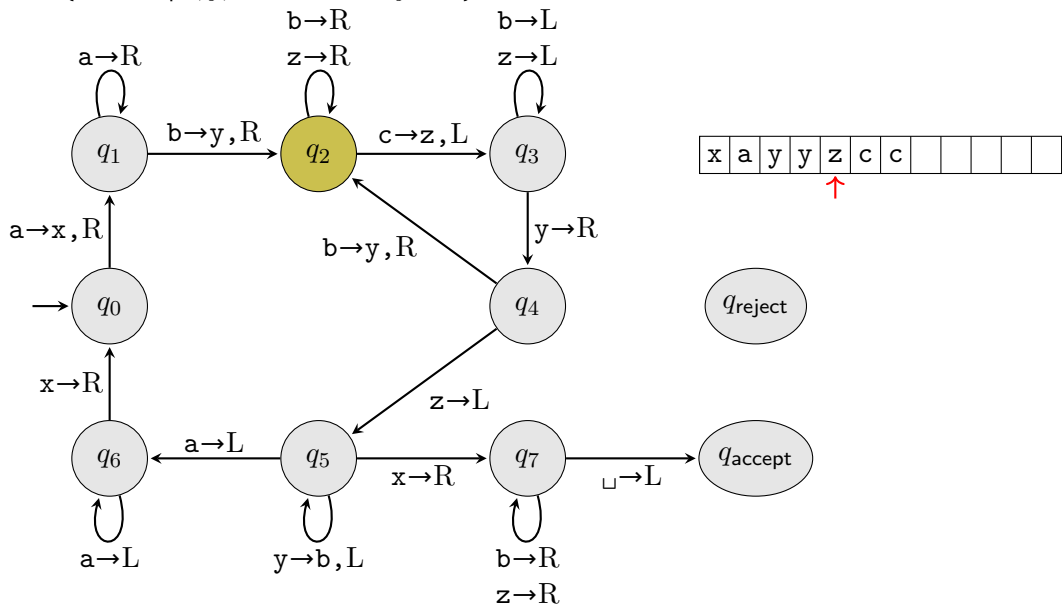 b→R
b→L
a→R
z→R
z→L
q1
b→y,R
q2
c→z,L
q3
x a y y z c c
↑
a→x,R
b→y,R
y→R
q0
q4
qreject
x→R
z→L
q6
a→L
q5
x→R
q7
␣→L
qaccept
a→L
y→b,L
b→R
z→R